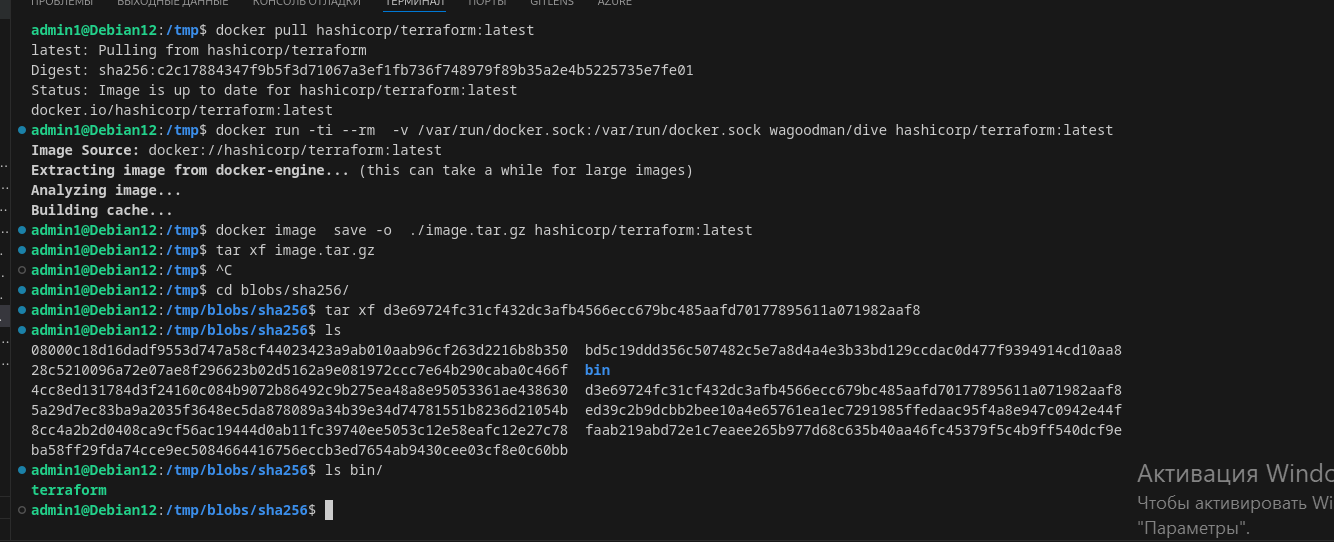 ПРОБЛЕМЫ ВЫХОДНЫЕ ДАННЫЕ КОНСОЛЬ ОТЛАДКИ ТЕРМИНАЛ ПОРТЫ GITLENS AZURE
admin1@Debian12:/tmp$ docker pull hashicorp/terraform:latest
latest: Pulling from hashicorp/terraform
Digest: sha256:c2c17884347f9b5f3d71067a3ef1fb736f748979f89b35a2e4b5225735e7fe01
Status: Image is up to date for hashicorp/terraform:latest
docker.io/hashicorp/terraform:latest
admin1@Debian12:/tmp$ docker run -ti --rm  -v /var/run/docker.sock:/var/run/docker.sock wagoodman/dive hashicorp/terraform:latest
Image Source: docker://hashicorp/terraform:latest
Extracting image from docker-engine... (this can take a while for large images)
Analyzing image...
Building cache...
admin1@Debian12:/tmp$ docker image  save -o  ./image.tar.gz hashicorp/terraform:latest
admin1@Debian12:/tmp$ tar xf image.tar.gz
admin1@Debian12:/tmp$ ^C
admin1@Debian12:/tmp$ cd blobs/sha256/
admin1@Debian12:/tmp/blobs/sha256$ tar xf d3e69724fc31cf432dc3afb4566ecc679bc485aafd70177895611a071982aaf8
admin1@Debian12:/tmp/blobs/sha256$ ls
08000c18d16dadf9553d747a58cf44023423a9ab010aab96cf263d2216b8b350  bd5c19ddd356c507482c5e7a8d4a4e3b33bd129ccdac0d477f9394914cd10aa8
28c5210096a72e07ae8f296623b02d5162a9e081972ccc7e64b290caba0c466f  bin
4cc8ed131784d3f24160c084b9072b86492c9b275ea48a8e95053361ae438630  d3e69724fc31cf432dc3afb4566ecc679bc485aafd70177895611a071982aaf8
5a29d7ec83ba9a2035f3648ec5da878089a34b39e34d74781551b8236d21054b  ed39c2b9dcbb2bee10a4e65761ea1ec7291985ffedaac95f4a8e947c0942e44f
8cc4a2b2d0408ca9cf56ac19444d0ab11fc39740ee5053c12e58eafc12e27c78  faab219abd72e1c7eaee265b977d68c635b40aa46fc45379f5c4b9ff540dcf9e
ba58ff29fda74cce9ec5084664416756eccb3ed7654ab9430cee03cf8e0c60bb
admin1@Debian12:/tmp/blobs/sha256$ ls bin/
terraform
admin1@Debian12:/tmp/blobs/sha256$
Активация Windo
Чтобы активировать Wi
"Параметры".